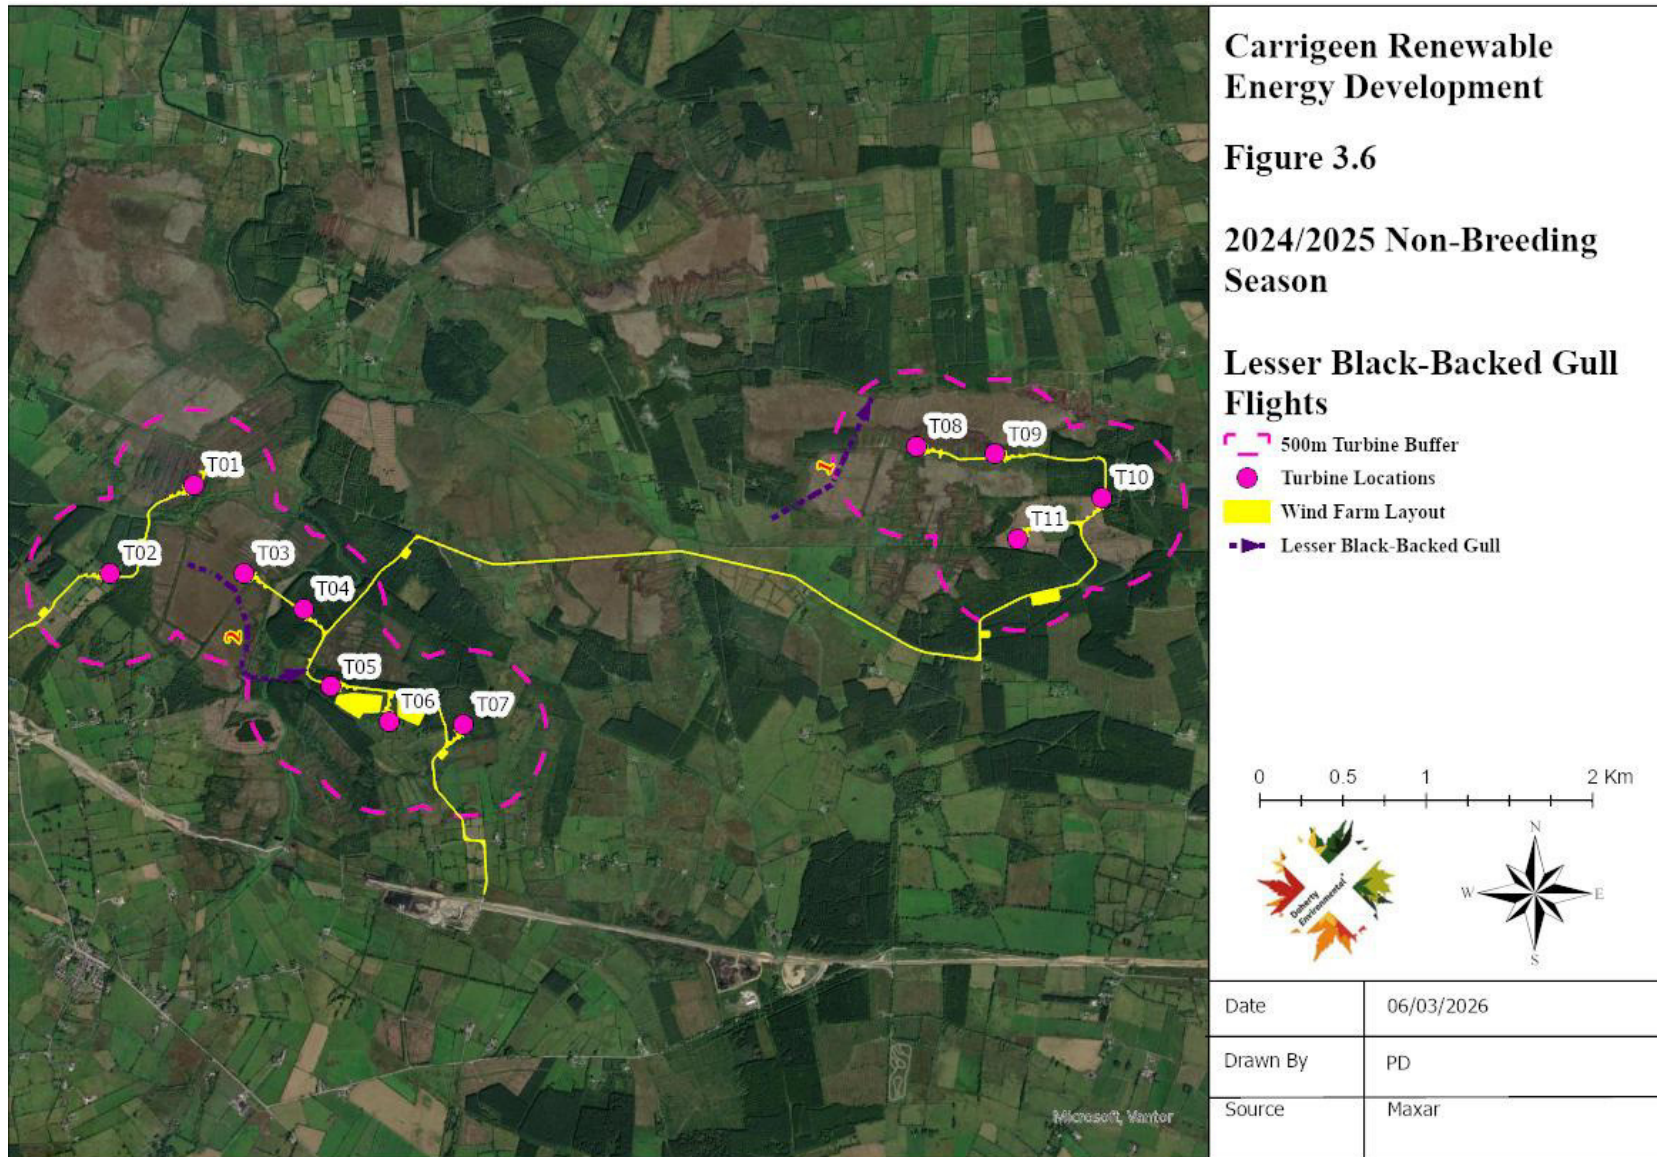 Carrigeen Renewable
Energy Development
Figure 3.6
2024/2025 Non-Breeding
Season
Lesser Black-Backed Gull
Flights
500m Turbine Buffer
Turbine Locations
Wind Farm Layout
Lesser Black-Backed Gull
0 0.5 1 2 Km
N
W E
S
Doherty
Environmental
Date 06/03/2026
Drawn By PD
Source Maxar
T01
T02
T03
T04
T05
T06
T07
T08
T09
T10
T11
1
2
Microsoft, Vantor